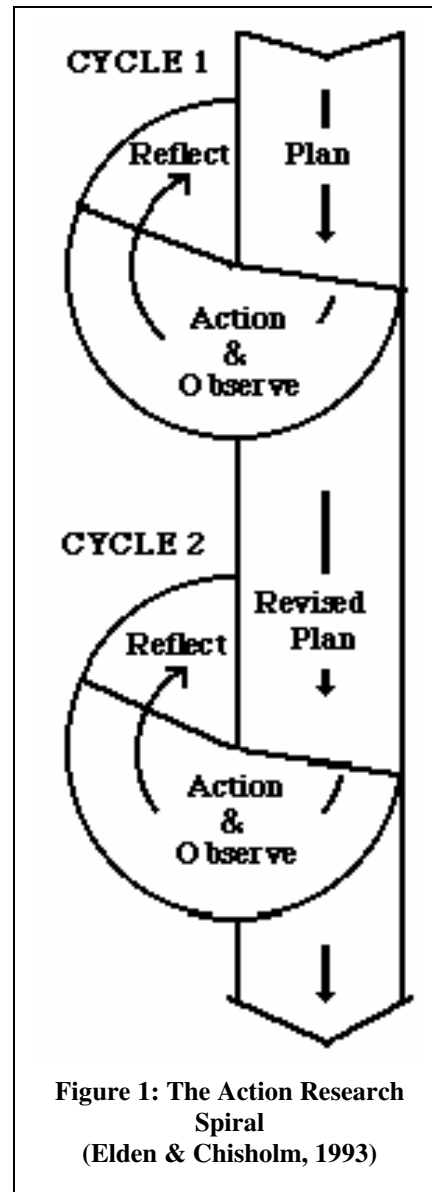 CYCLE 1
Reflect
Plan
Action
&
Observe
CYCLE 2
Reflect
Revised
Plan
Action
&
Observe
Figure 1: The Action Research
Spiral
(Elden & Chisholm, 1993)